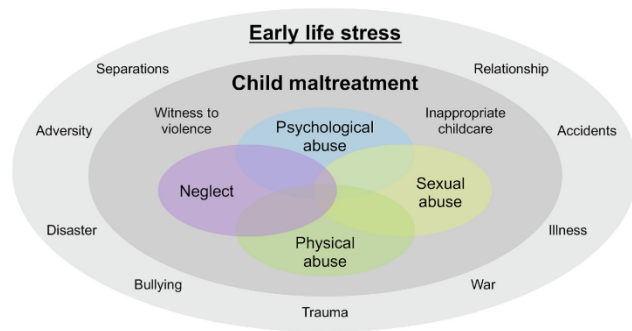 Early life stress
Separations
Relationship
Child maltreatment
Witness to
violence
Inappropriate
childcare
Adversity
Accidents
Psychological
abuse
Neglect
Sexual
abuse
Physical
abuse
Disaster
Illness
Bullying
War
Trauma